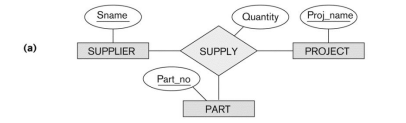 Sname
Quantity
Proj_name
(a)
SUPPLIER
SUPPLY
PROJECT
Part_no
PART